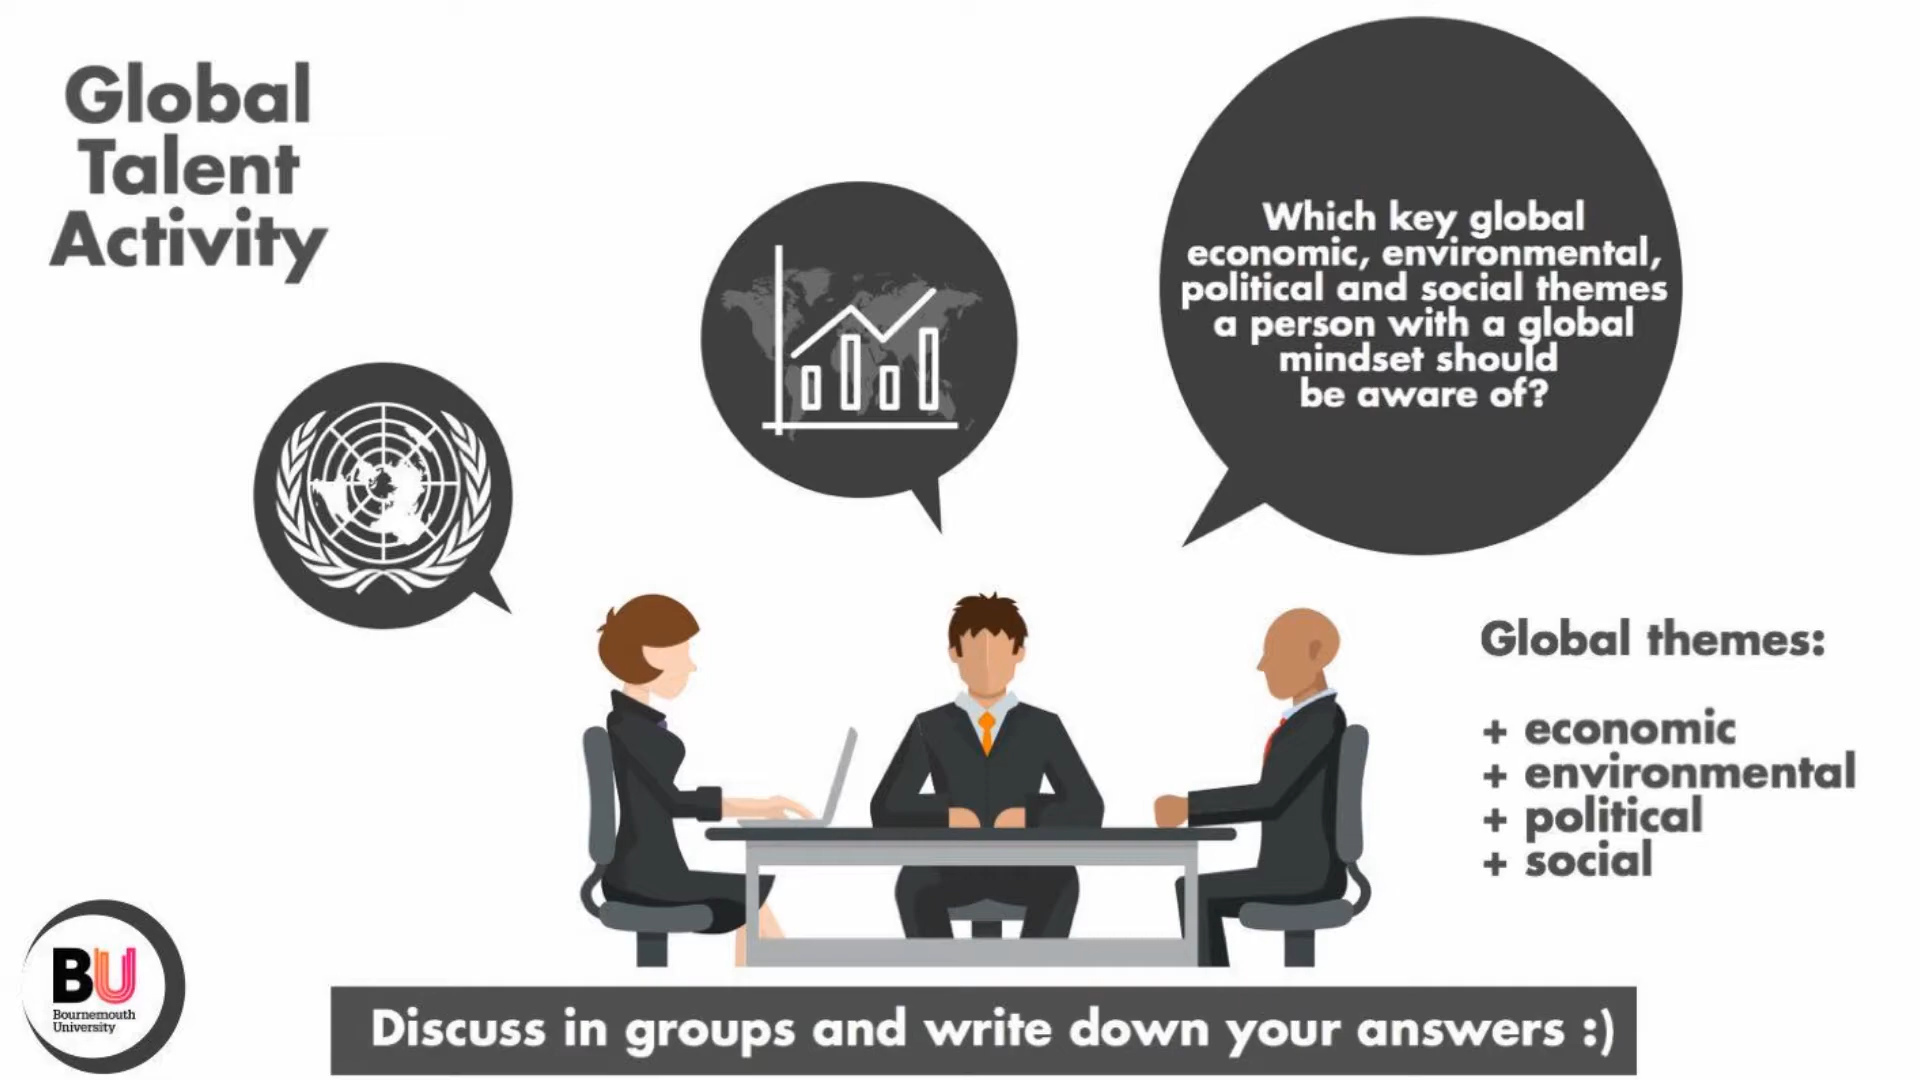 Global
Talent
Activity
Which key global
economic, environmental,
political and social themes
a person with a global
mindset should
be aware of?
Global themes:
+ economic
+ environmental
+ political
+ social
BU
Bournemouth
University
Discuss in groups and write down your answers :)